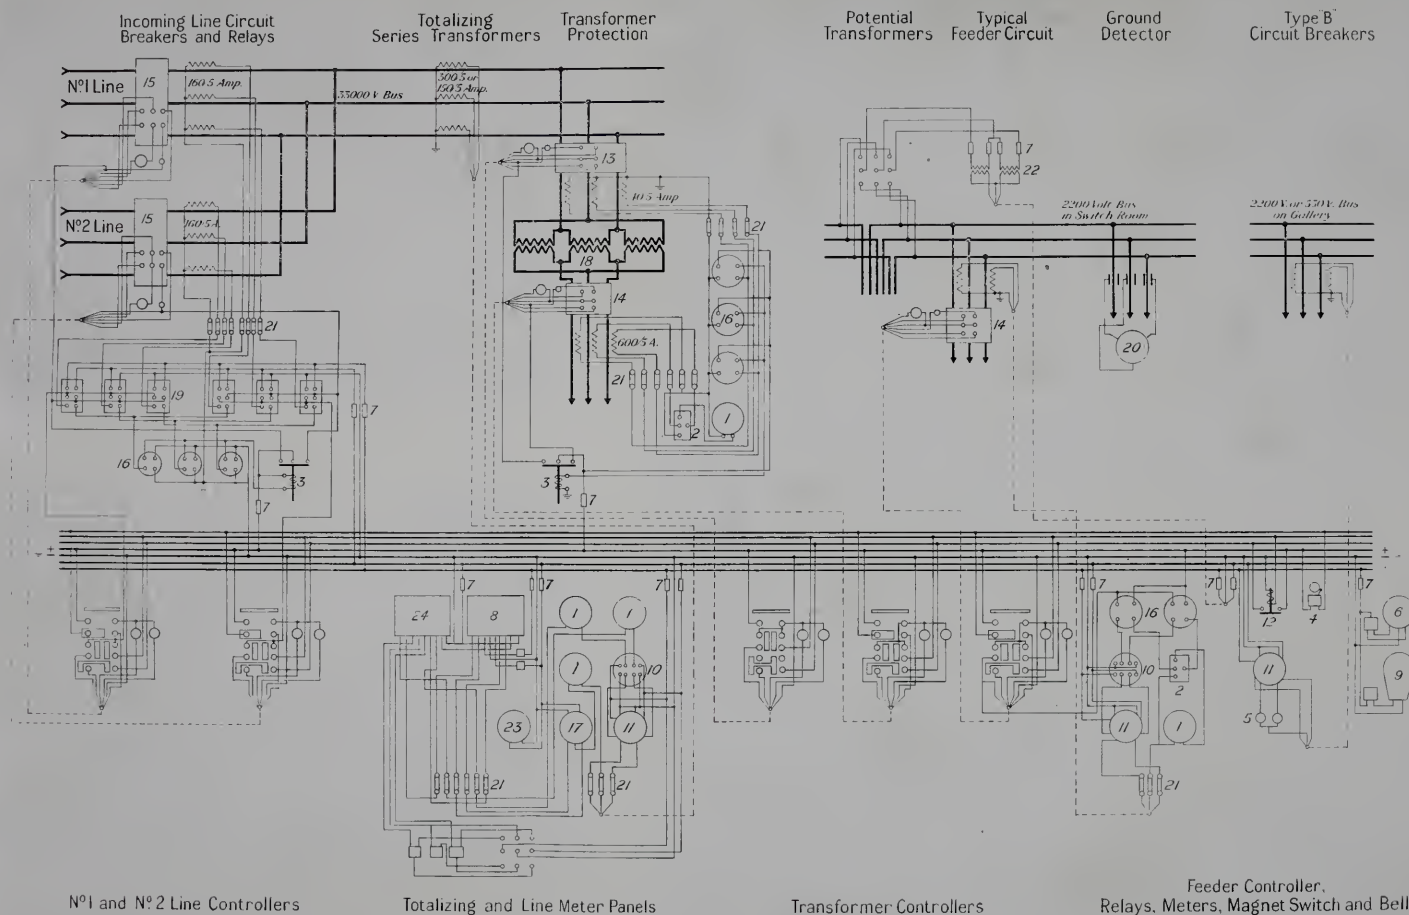 Incoming Line Circuit
Breakers and Relays
Totalizing
Series Transformers
Transformer
Protection
Potential
Transformers
Typical
Feeder Circuit
Ground
Detector
Type "B"
Circuit Breakers
Nº1 Line
15
160·5 Amp.
33000 V Bus
300·5 or
150·5 Amp.
13
40·5 Amp
21
18
14
16
600·5 A.
21
2
1
3
7
Nº2 Line
15
160·5 A.
21
19
7
16
3
7
7
22
2200 Volt Bus
in Switch Room
14
20
2200 V. or 550 V. Bus
on Gallery
+
-
+
-
7
7
7
24
8
1
1
1
10
23
17
11
21
21
7
16
10
2
11
1
21
7
12
4
11
5
7
6
9
Nº1 and Nº2 Line Controllers
Totalizing and Line Meter Panels
Transformer Controllers
Feeder Controller,
Relays, Meters, Magnet Switch and Bell